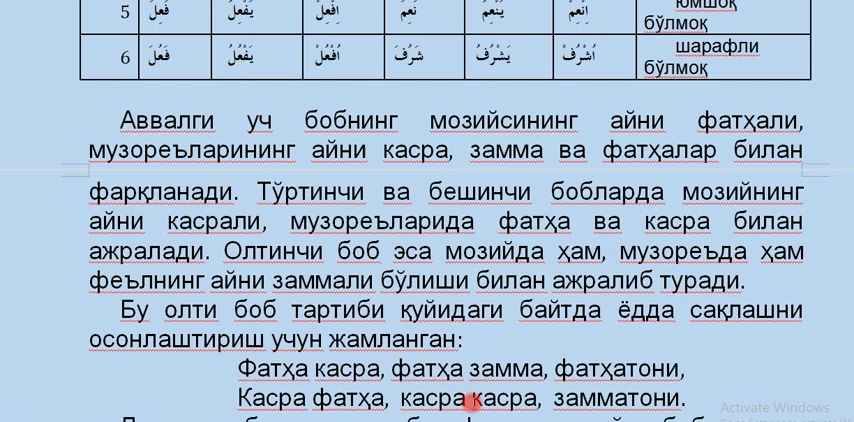 5 فَعِلَ يَفْعِلُ اِفْعِلْ نَعِمَ يَنْعِمُ اِنْعِمْ юмшоқ
бўлмоқ
6 فَعُلَ يَفْعُلُ اُفْعُلْ شَرُفَ يَشْرُفُ اُشْرُفْ шарафли
бўлмоқ
Аввалги уч бобнинг мозийсининг айни фатҳали,
музореъларининг айни касра, замма ва фатҳалар билан
фарқланади. Тўртинчи ва бешинчи бобларда мозийнинг
айни касрали, музореъларида фатҳа ва касра билан
ажралади. Олтинчи боб эса мозийда ҳам, музореъда ҳам
феълнинг айни заммали бўлиши билан ажралиб туради.
Бу олти боб тартиби қуйидаги байтда ёдда сақлашни
осонлаштириш учун жамланган:
Фатҳа касра, фатҳа замма, фатҳатони,
Касра фатҳа, касра касра, замматони.
Activate Windows